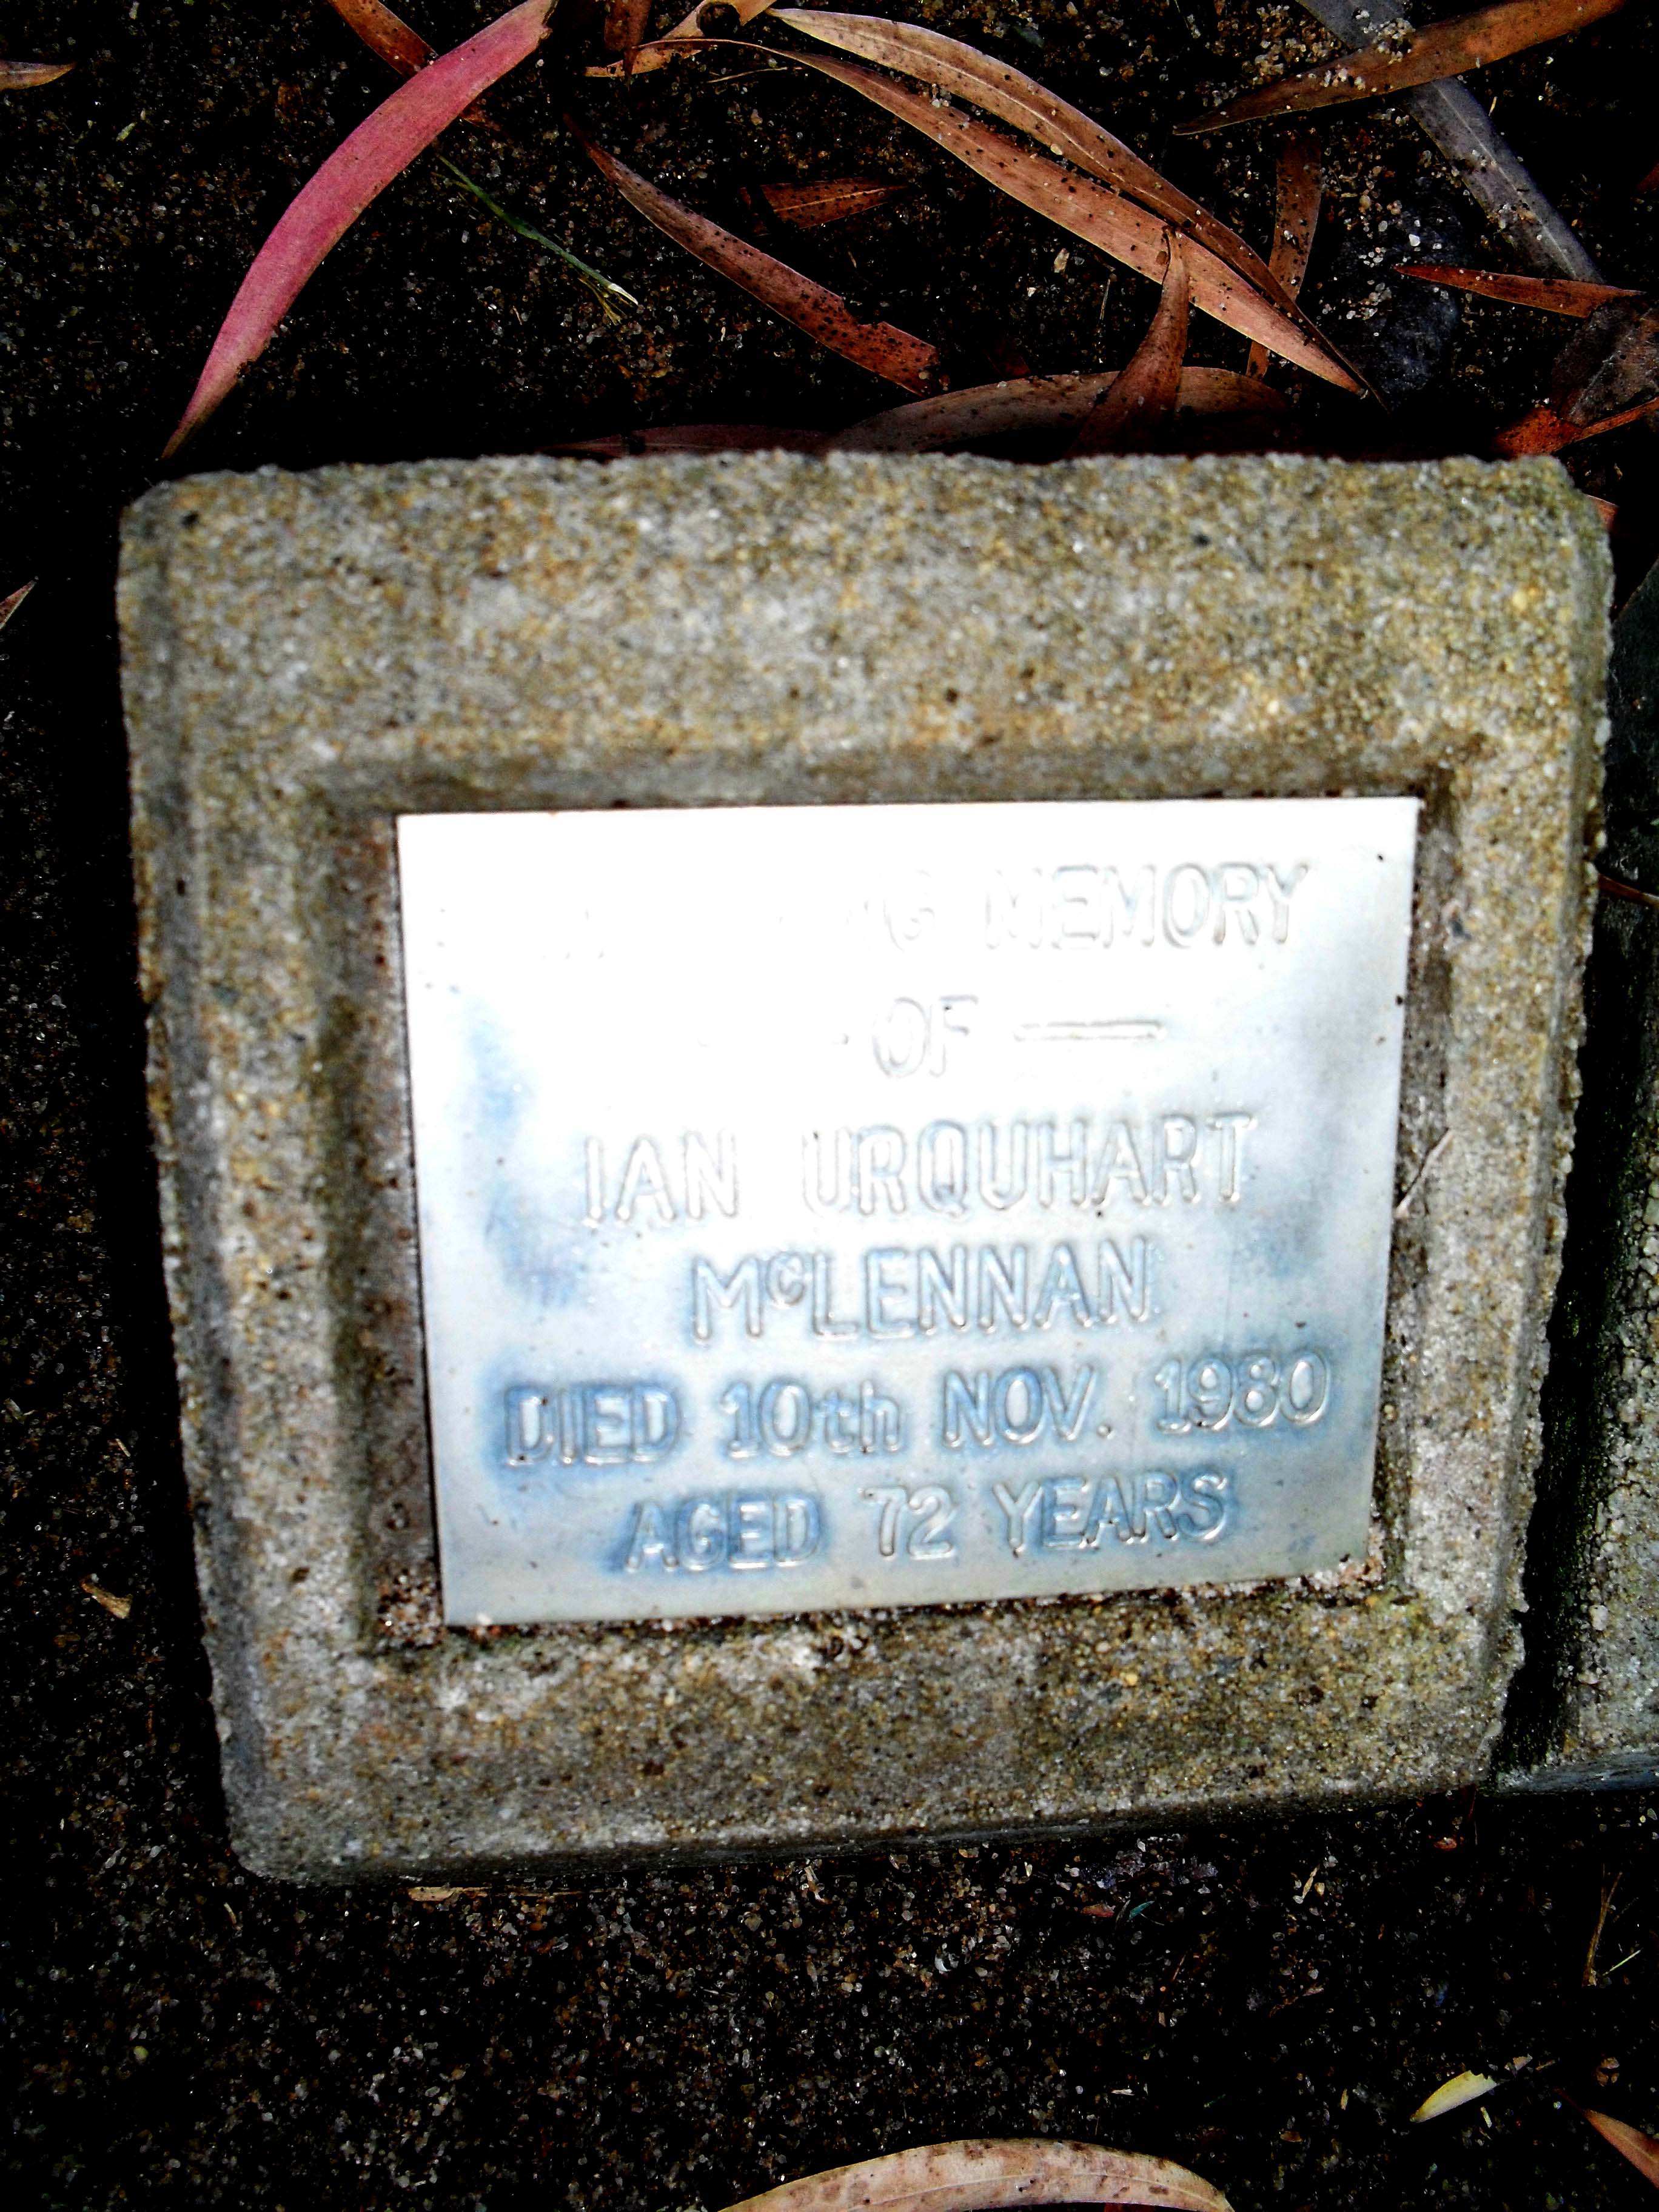 MEMORY
— OF —
IAN URQUHART
McLENNAN
DIED 10th NOV. 1980
AGED 72 YEARS